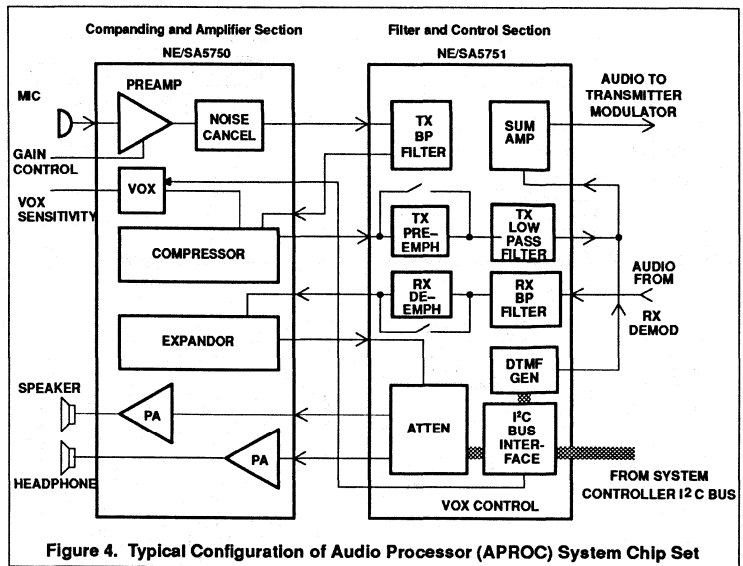 Companding and Amplifier Section
NE/SA5750
Filter and Control Section
NE/SA5751
MIC
PREAMP
NOISE
CANCEL
GAIN
CONTROL
VOX
VOX
SENSITIVITY
COMPRESSOR
EXPANDOR
SPEAKER
PA
HEADPHONE
PA
TX
BP
FILTER
SUM
AMP
AUDIO TO
TRANSMITTER
MODULATOR
TX
PRE–
EMPH
TX
LOW
PASS
FILTER
RX
DE–
EMPH
RX
BP
FILTER
AUDIO
FROM
RX
DEMOD
DTMF
GEN
ATTEN
I²C
BUS
INTER-
FACE
VOX CONTROL
FROM SYSTEM
CONTROLLER I² C BUS
Figure 4. Typical Configuration of Audio Processor (APROC) System Chip Set